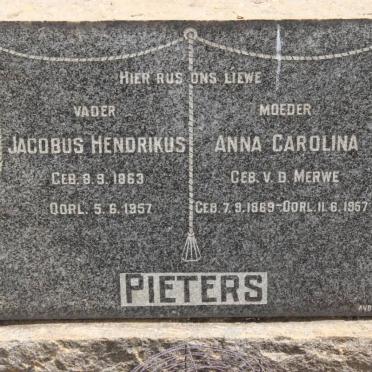 Hier rus ons liewe
Vader
Jacobus Hendrikus
Geb. 9. 9. 1863
Oorl. 5. 6. 1957
Moeder
Anna Carolina
Geb. v. d. Merwe
Geb. 7. 9. 1869-Oorl. 11. 6. 1957
PIETERS